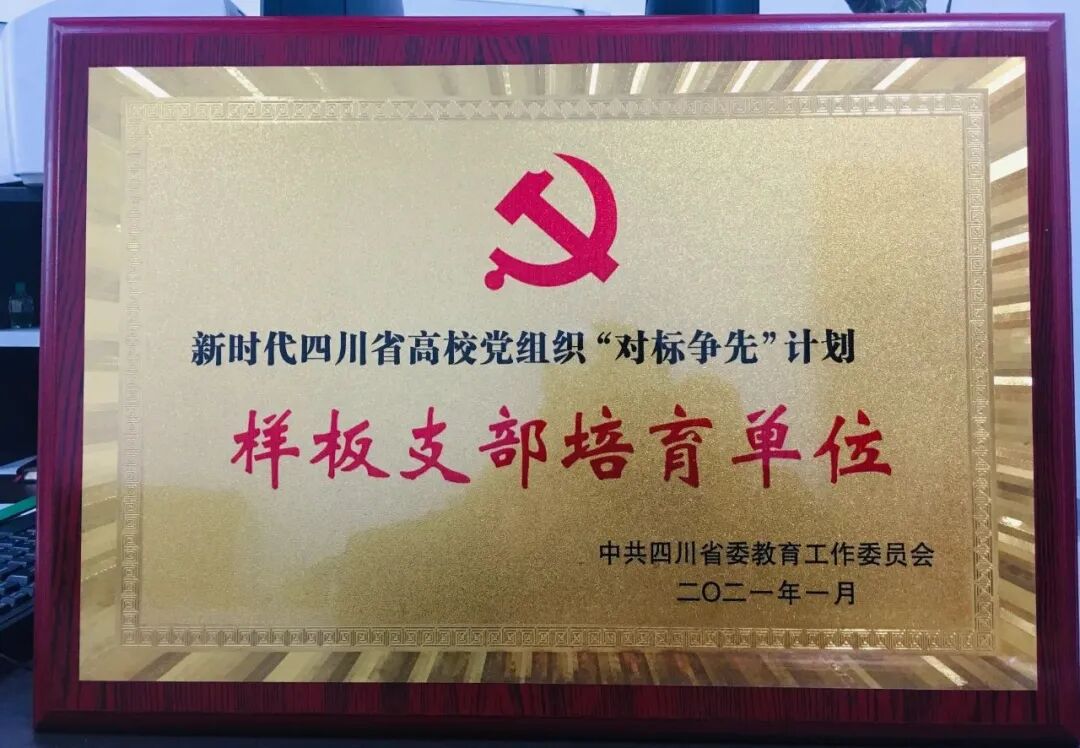 新时代四川省高校党组织“对标争先”计划
样板支部培育单位
中共四川省委教育工作委员会
二〇二一年一月